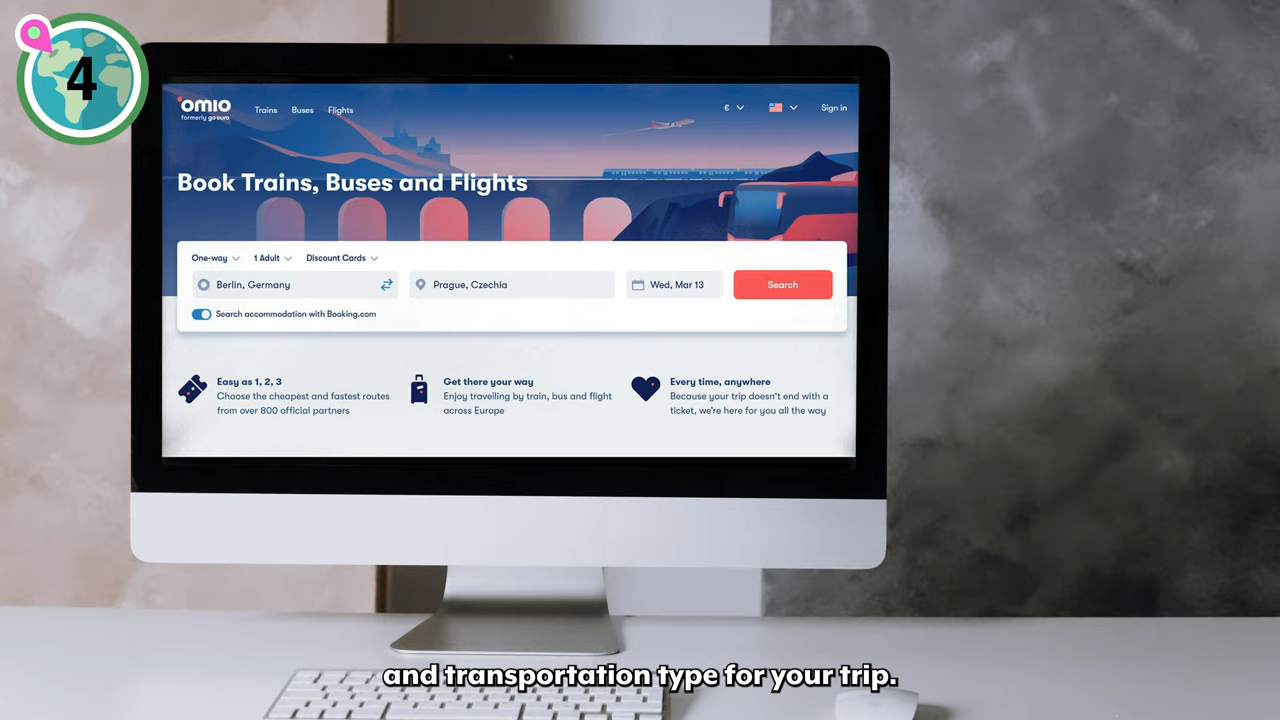 4
omio
formerly goeuro
Trains Buses Flights
€
Sign in
Book Trains, Buses and Flights
One-way 1 Adult Discount Cards
Berlin, Germany
Prague, Czechia
Wed, Mar 13
Search
Search accommodation with Booking.com
Easy as 1, 2, 3
Choose the cheapest and fastest routes
from over 800 official partners
Get there your way
Enjoy travelling by train, bus and flight
across Europe
Every time, anywhere
Because your trip doesn't end with a
ticket, we're here for you all the way
and transportation type for your trip.